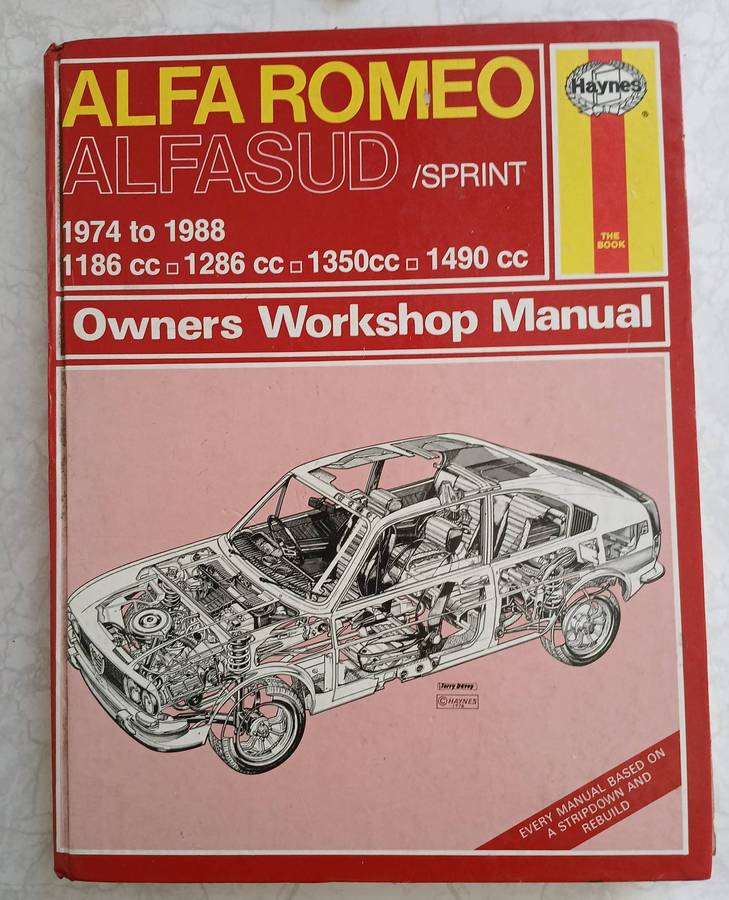 ALFA ROMEO
ALFASUD /SPRINT
1974 to 1988
1186 cc □ 1286 cc □ 1350cc □ 1490 cc
Haynes
®
THE
BOOK
Owners Workshop Manual
Terry Davey
© HAYNES
1978
EVERY MANUAL BASED ON
A STRIPDOWN AND
REBUILD